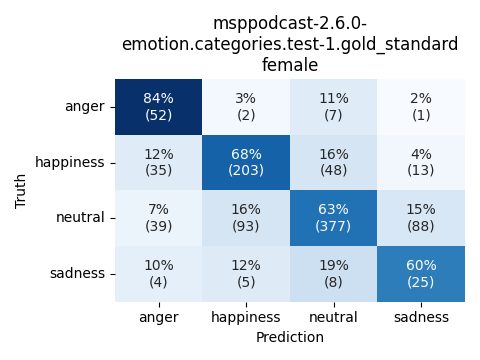 msppodcast-2.6.0-
emotion.categories.test-1.gold_standard
female
Truth
anger
84% 3% 11% 2%
(52) (2) (7) (1)
happiness
12% 68% 16% 4%
(35) (203) (48) (13)
neutral
7% 16% 63% 15%
(39) (93) (377) (88)
sadness
10% 12% 19% 60%
(4) (5) (8) (25)
anger happiness neutral sadness
Prediction